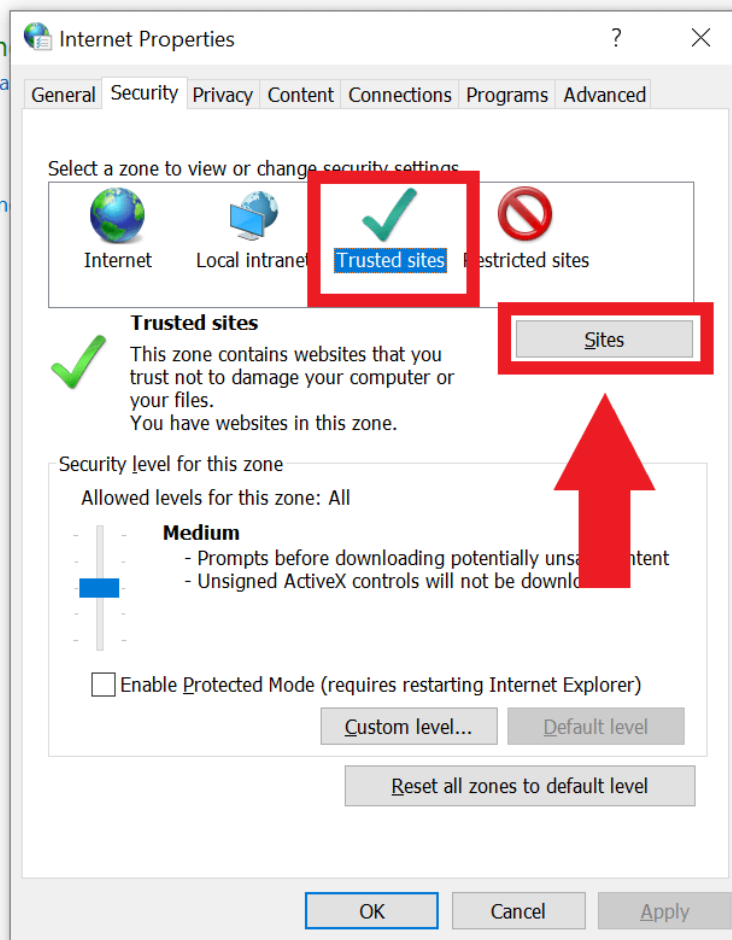 Internet Properties
?
General Security Privacy Content Connections Programs Advanced
Select a zone to view or change security settings.
Internet Local intranet Trusted sites Restricted sites
Trusted sites
Sites
This zone contains websites that you
trust not to damage your computer or
your files.
You have websites in this zone.
Security level for this zone
Allowed levels for this zone: All
Medium
- Prompts before downloading potentially content
- Unsigned ActiveX controls will not be
Enable Protected Mode (requires restarting Internet Explorer)
Custom level...
Default level
Reset all zones to default level
OK Cancel Apply